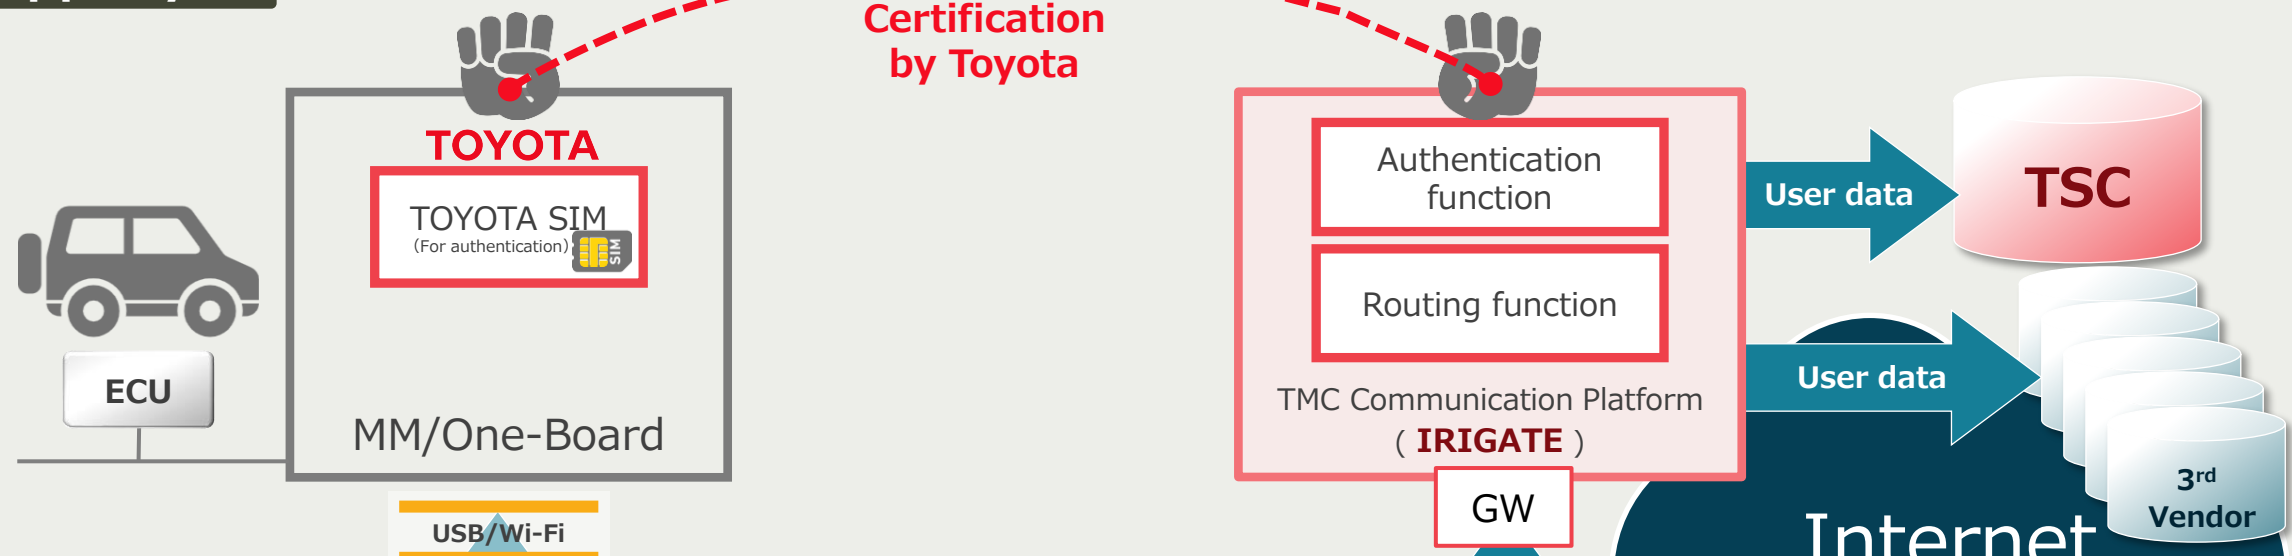 Certification
by Toyota
TOYOTA
TOYOTA SIM
(For authentication)
SIM
ECU
MM/One-Board
USB/Wi-Fi
Authentication
function
Routing function
TMC Communication Platform
( IRIGATE )
GW
User data
TSC
User data
3rd
Vendor
Internet